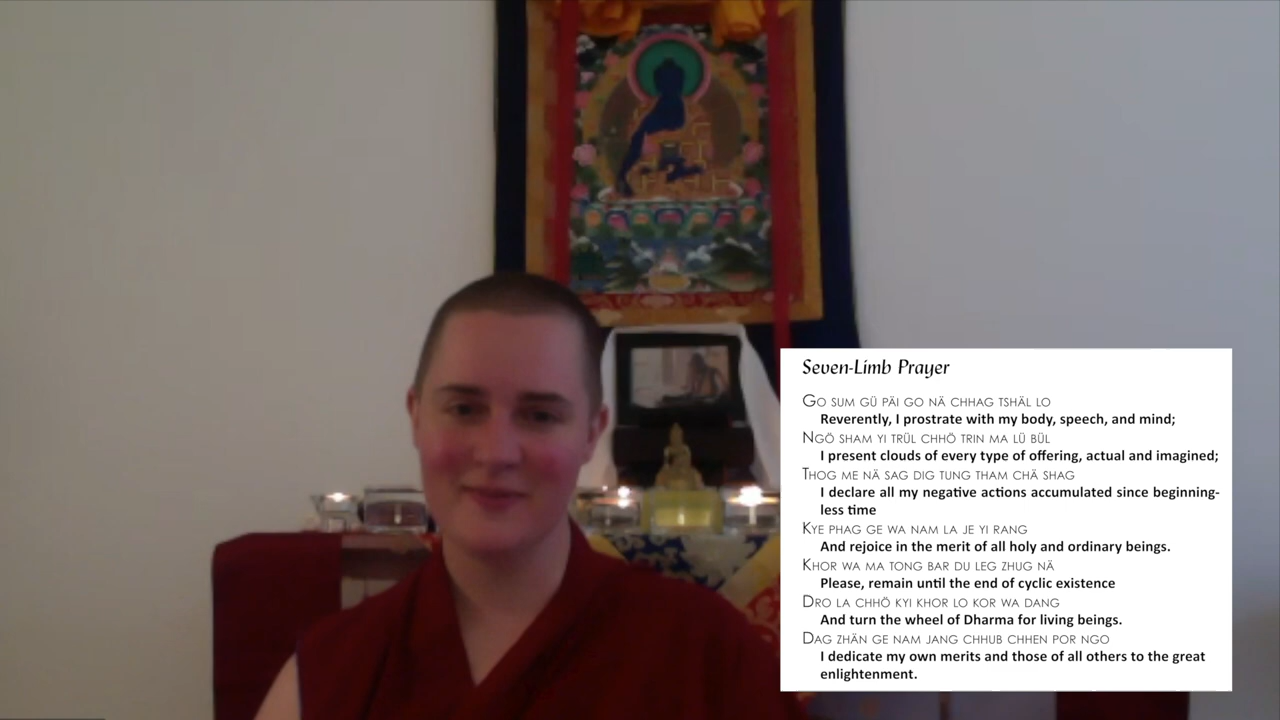 Seven-Limb Prayer
GO SUM GÜ PÄI GO NÄ CHHAG TSHÄL LO
Reverently, I prostrate with my body, speech, and mind;
NGÖ SHAM YI TRÜL CHHÖ TRIN MA LÜ BÜL
I present clouds of every type of offering, actual and imagined;
THOG ME NÄ SAG DIG TUNG THAM CHÄ SHAG
I declare all my negative actions accumulated since beginning-
less time
KYE PHAG GE WA NAM LA JE YI RANG
And rejoice in the merit of all holy and ordinary beings.
KHOR WA MA TONG BAR DU LEG ZHUG NÄ
Please, remain until the end of cyclic existence
DRO LA CHHÖ KYI KHOR LO KOR WA DANG
And turn the wheel of Dharma for living beings.
DAG ZHÄN GE NAM JANG CHHUB CHHEN POR NGO
I dedicate my own merits and those of all others to the great
enlightenment.